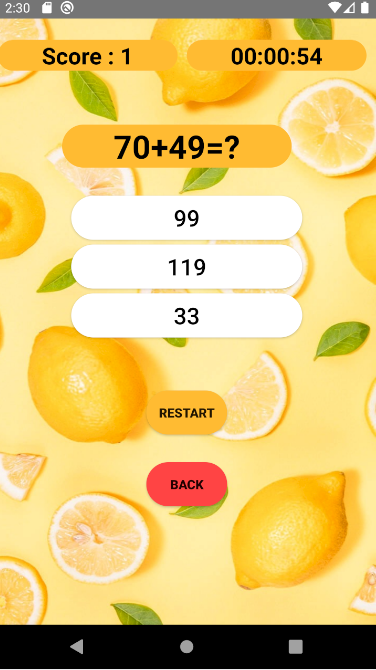 2:30
Score : 1
00:00:54
70+49=?
99
119
33
RESTART
BACK